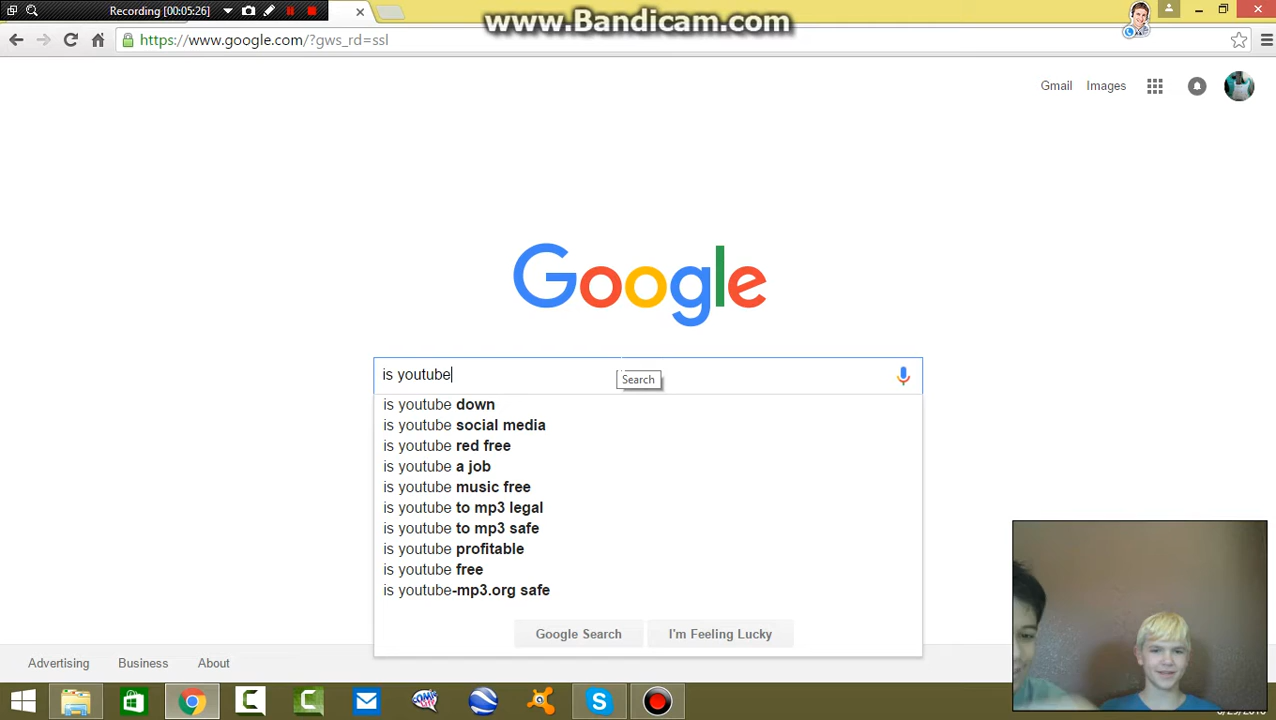 Recording [00:05:26]
www.Bandicam.com
https://www.google.com/?gws_rd=ssl
Gmail Images
Google
is youtube
Search
is youtube down
is youtube social media
is youtube red free
is youtube a job
is youtube music free
is youtube to mp3 legal
is youtube to mp3 safe
is youtube profitable
is youtube free
is youtube-mp3.org safe
Google Search I'm Feeling Lucky
Advertising Business About